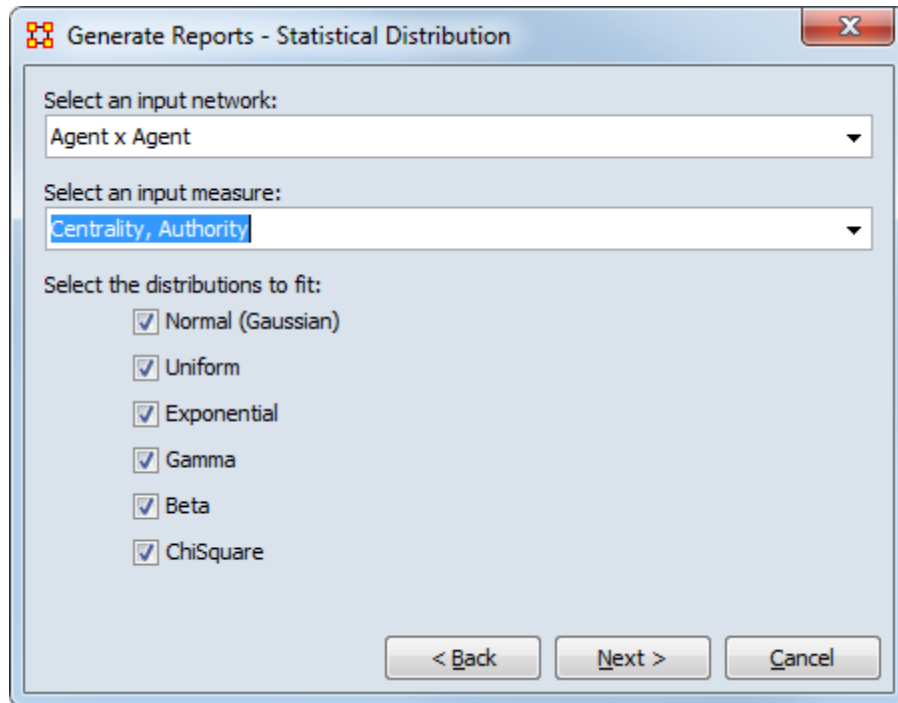 Generate Reports - Statistical Distribution
Select an input network:
Agent x Agent
Select an input measure:
Centrality, Authority
Select the distributions to fit:
Normal (Gaussian)
Uniform
Exponential
Gamma
Beta
ChiSquare
< Back Next > Cancel